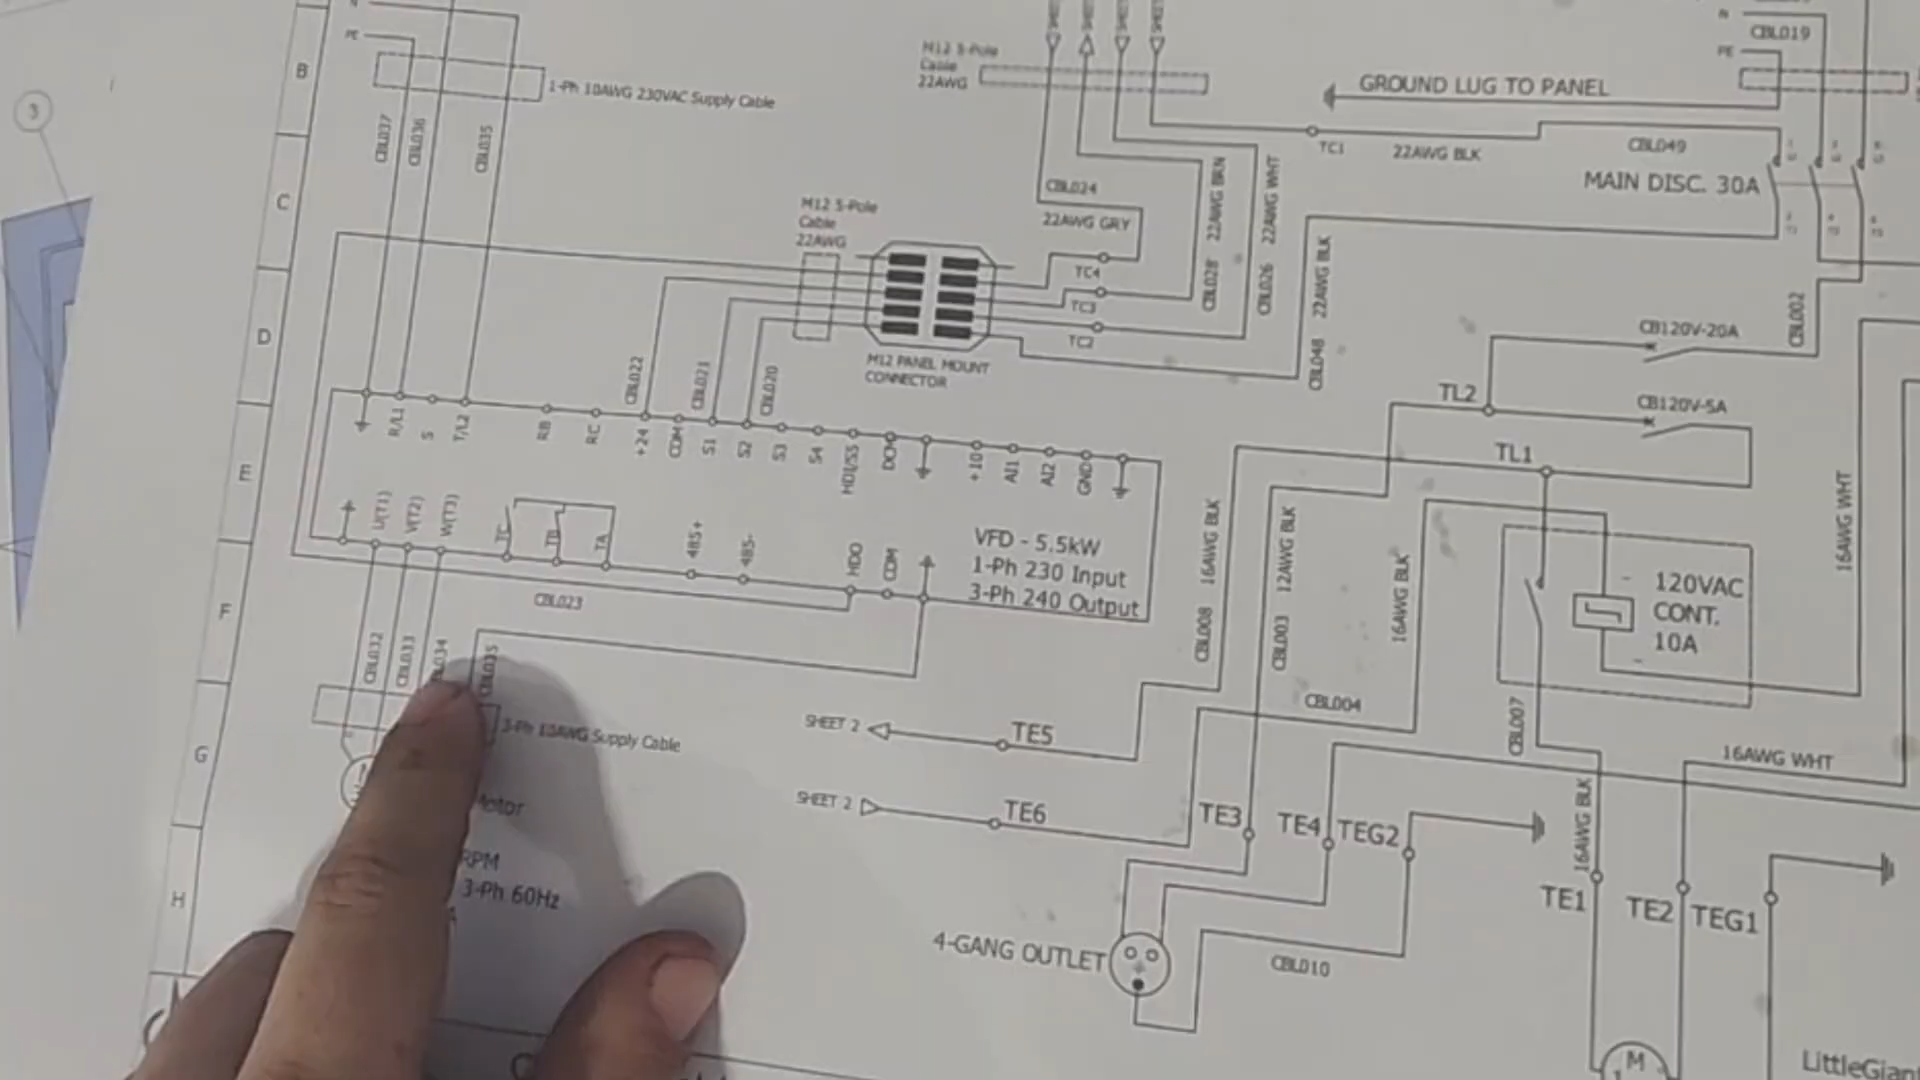 N
PE
B
1-Ph 10AWG 230VAC Supply Cable
CBL037
CBL036
CBL035
3
M12 5-Pole
Cable
22AWG
GROUND LUG TO PANEL
N
CBL019
PE
TC1
22AWG BLK
CBL049
MAIN DISC. 30A
C
M12 5-Pole
Cable
22AWG
CBL024
22AWG GRY
CBL028 22AWG BRN
CBL026 22AWG WHT
TC4
TC3
TC2
M12 PANEL MOUNT
CONNECTOR
CBL048 22AWG BLK
CBL002
CB120V-20A
TL2
CB120V-5A
TL1
D
CBL022
CBL021
CBL020
R/L1
S
T/L2
RB
RC
+24
COM
S1
S2
S3
S4
HDI/S5
COM
+10
AI1
AI2
GND
E
U(T1)
V(T2)
W(T3)
TC
TB
TA
485+
485-
HDO
COM
VFD - 5.5kW
1-Ph 230 Input
3-Ph 240 Output
CBL008 16AWG BLK
CBL003 12AWG BLK
16AWG BLK
16AWG WHT
120VAC
CONT.
10A
F
CBL023
CBL032
CBL033
CBL035
G
3-Ph 10AWG Supply Cable
SHEET 2
TE5
CBL004
CBL007
16AWG WHT
Motor
SHEET 2
TE6
TE3
TE4
TEG2
16AWG BLK
RPM
3-Ph 60Hz
A
H
TE1
TE2
TEG1
4-GANG OUTLET
CBL010
M
LittleGiant